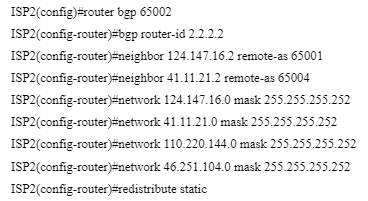 ISP2(config)#router bgp 65002
ISP2(config-router)#bgp router-id 2.2.2.2
ISP2(config-router)#neighbor 124.147.16.2 remote-as 65001
ISP2(config-router)#neighbor 41.11.21.2 remote-as 65004
ISP2(config-router)#network 124.147.16.0 mask 255.255.255.252
ISP2(config-router)#network 41.11.21.0 mask 255.255.255.252
ISP2(config-router)#network 110.220.144.0 mask 255.255.255.252
ISP2(config-router)#network 46.251.104.0 mask 255.255.255.252
ISP2(config-router)#redistribute static